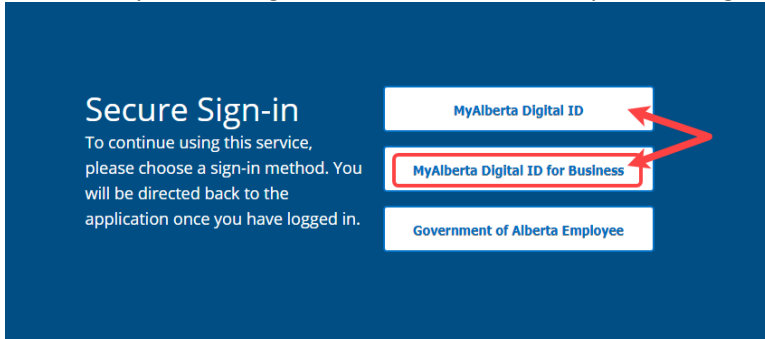 Secure Sign-in
To continue using this service,
please choose a sign-in method. You
will be directed back to the
application once you have logged in.
MyAlberta Digital ID
MyAlberta Digital ID for Business
Government of Alberta Employee